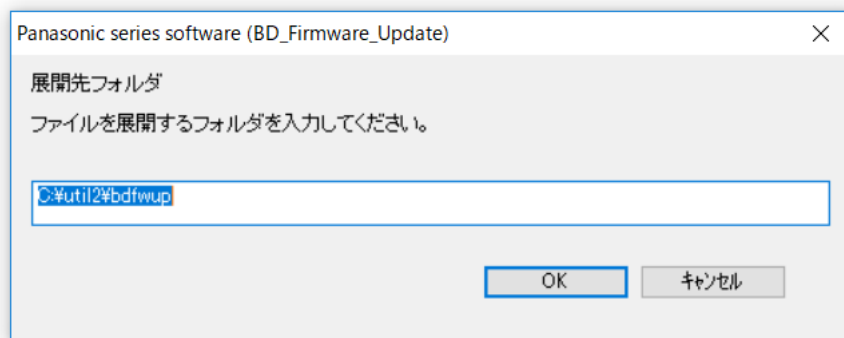 Panasonic series software (BD_Firmware_Update)
展開先フォルダ
ファイルを展開するフォルダを入力してください。
C:¥util2¥bdfwup
OK
キャンセル